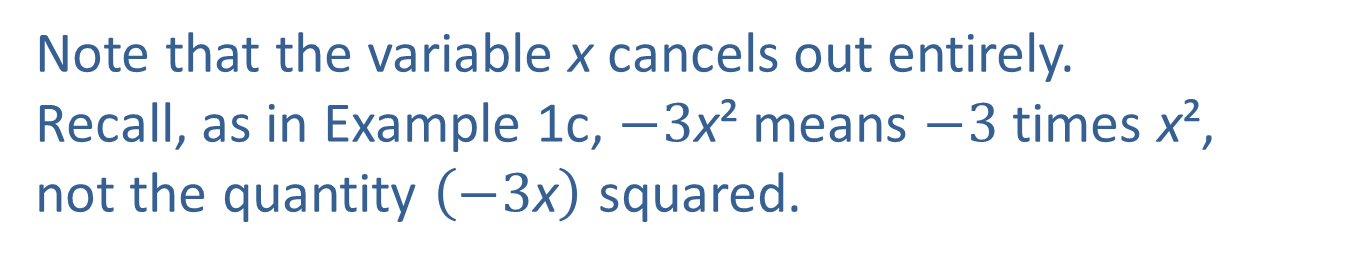 Note that the variable x cancels out entirely.
Recall, as in Example 1c, −3x² means −3 times x²,
not the quantity (−3x) squared.